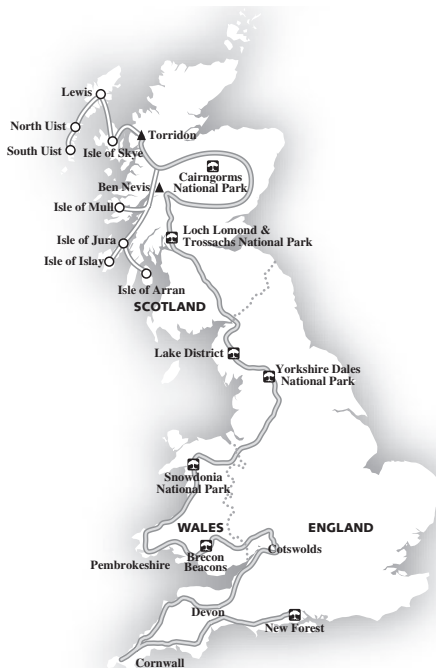 Lewis
North Uist
South Uist
Isle of Skye
Torridon
Cairngorms
National Park
Ben Nevis
Isle of Mull
Loch Lomond &
Trossachs National Park
Isle of Jura
Isle of Islay
Isle of Arran
SCOTLAND
Lake District
Yorkshire Dales
National Park
Snowdonia
National Park
WALES
ENGLAND
Pembrokeshire
Brecon
Beacons
Cotswolds
Devon
New Forest
Cornwall